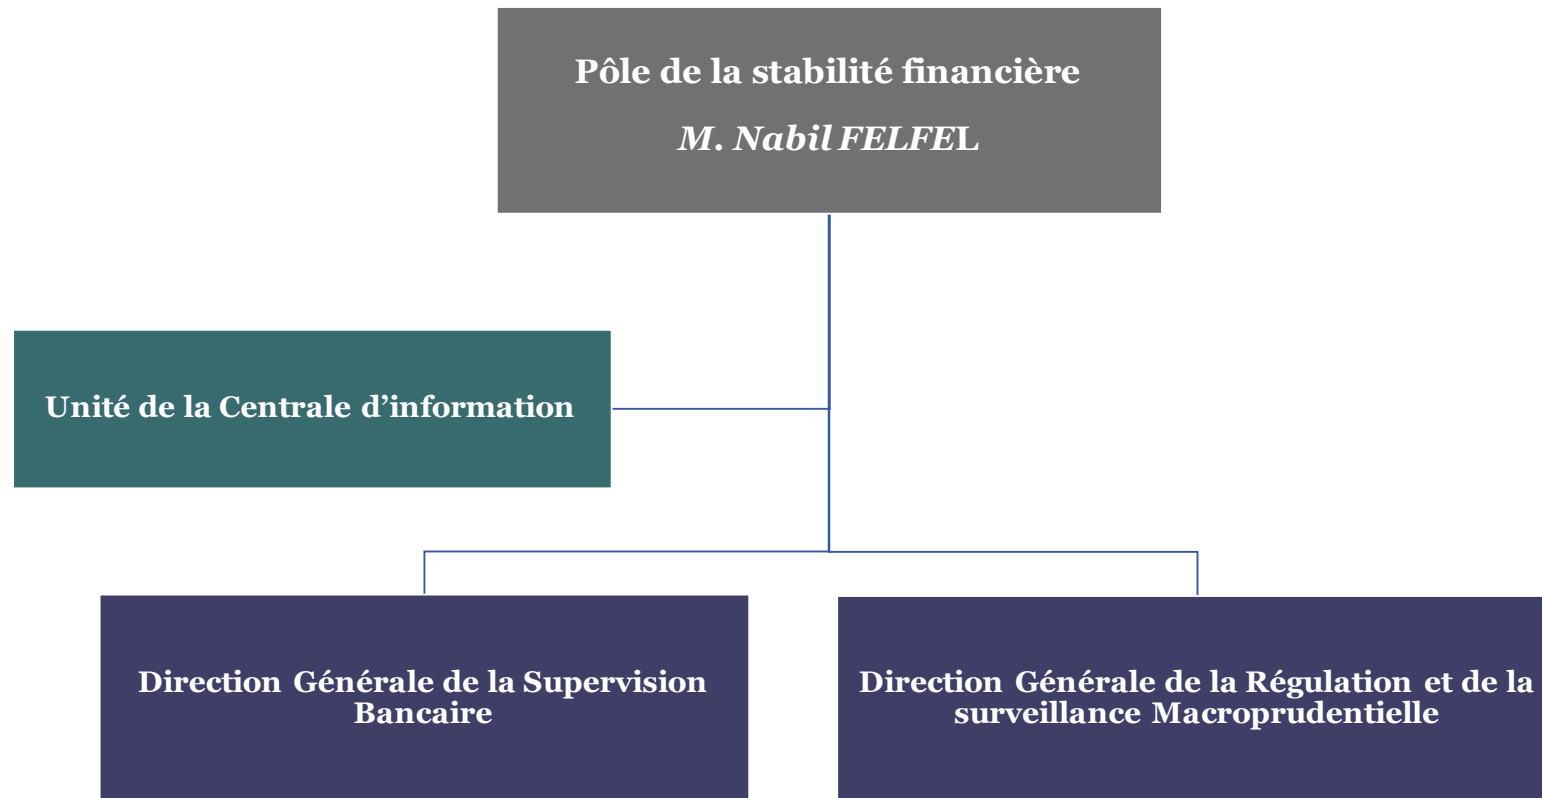 Pôle de la stabilité financière
M. Nabil FELFEL
Unité de la Centrale d’information
Direction Générale de la Supervision
Bancaire
Direction Générale de la Régulation et de la
surveillance Macroprudentielle